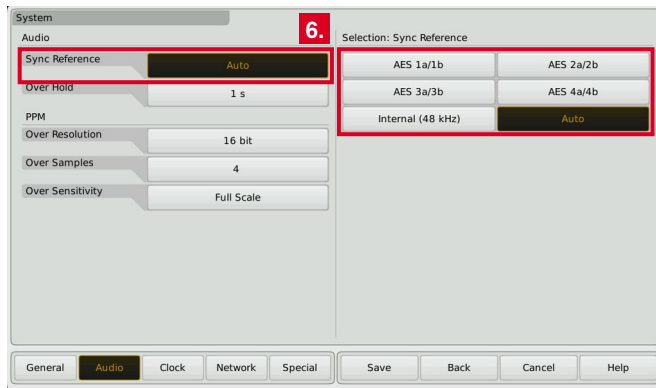 System
6.
Audio
Selection: Sync Reference
Sync Reference
Auto
AES 1a/1b
AES 2a/2b
Over Hold
1 s
AES 3a/3b
AES 4a/4b
PPM
Internal (48 kHz)
Auto
Over Resolution
16 bit
Over Samples
4
Over Sensitivity
Full Scale
General
Audio
Clock
Network
Special
Save
Back
Cancel
Help